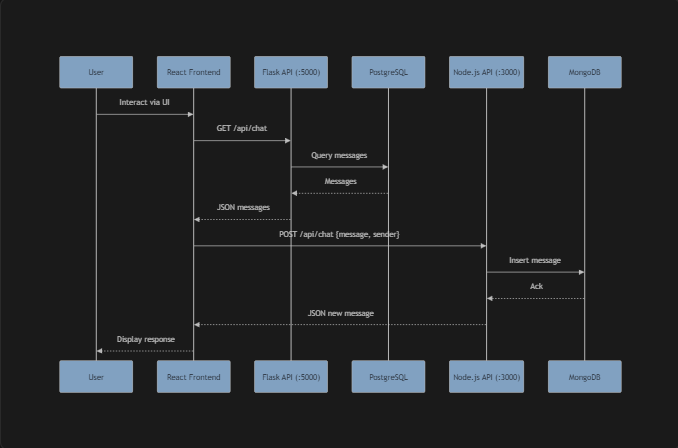 User
React Frontend
Flask API (:5000)
PostgreSQL
Node.js API (:3000)
MongoDB
Interact via UI
GET /api/chat
Query messages
Messages
JSON messages
POST /api/chat {message, sender}
Insert message
Ack
JSON new message
Display response
User
React Frontend
Flask API (:5000)
PostgreSQL
Node.js API (:3000)
MongoDB